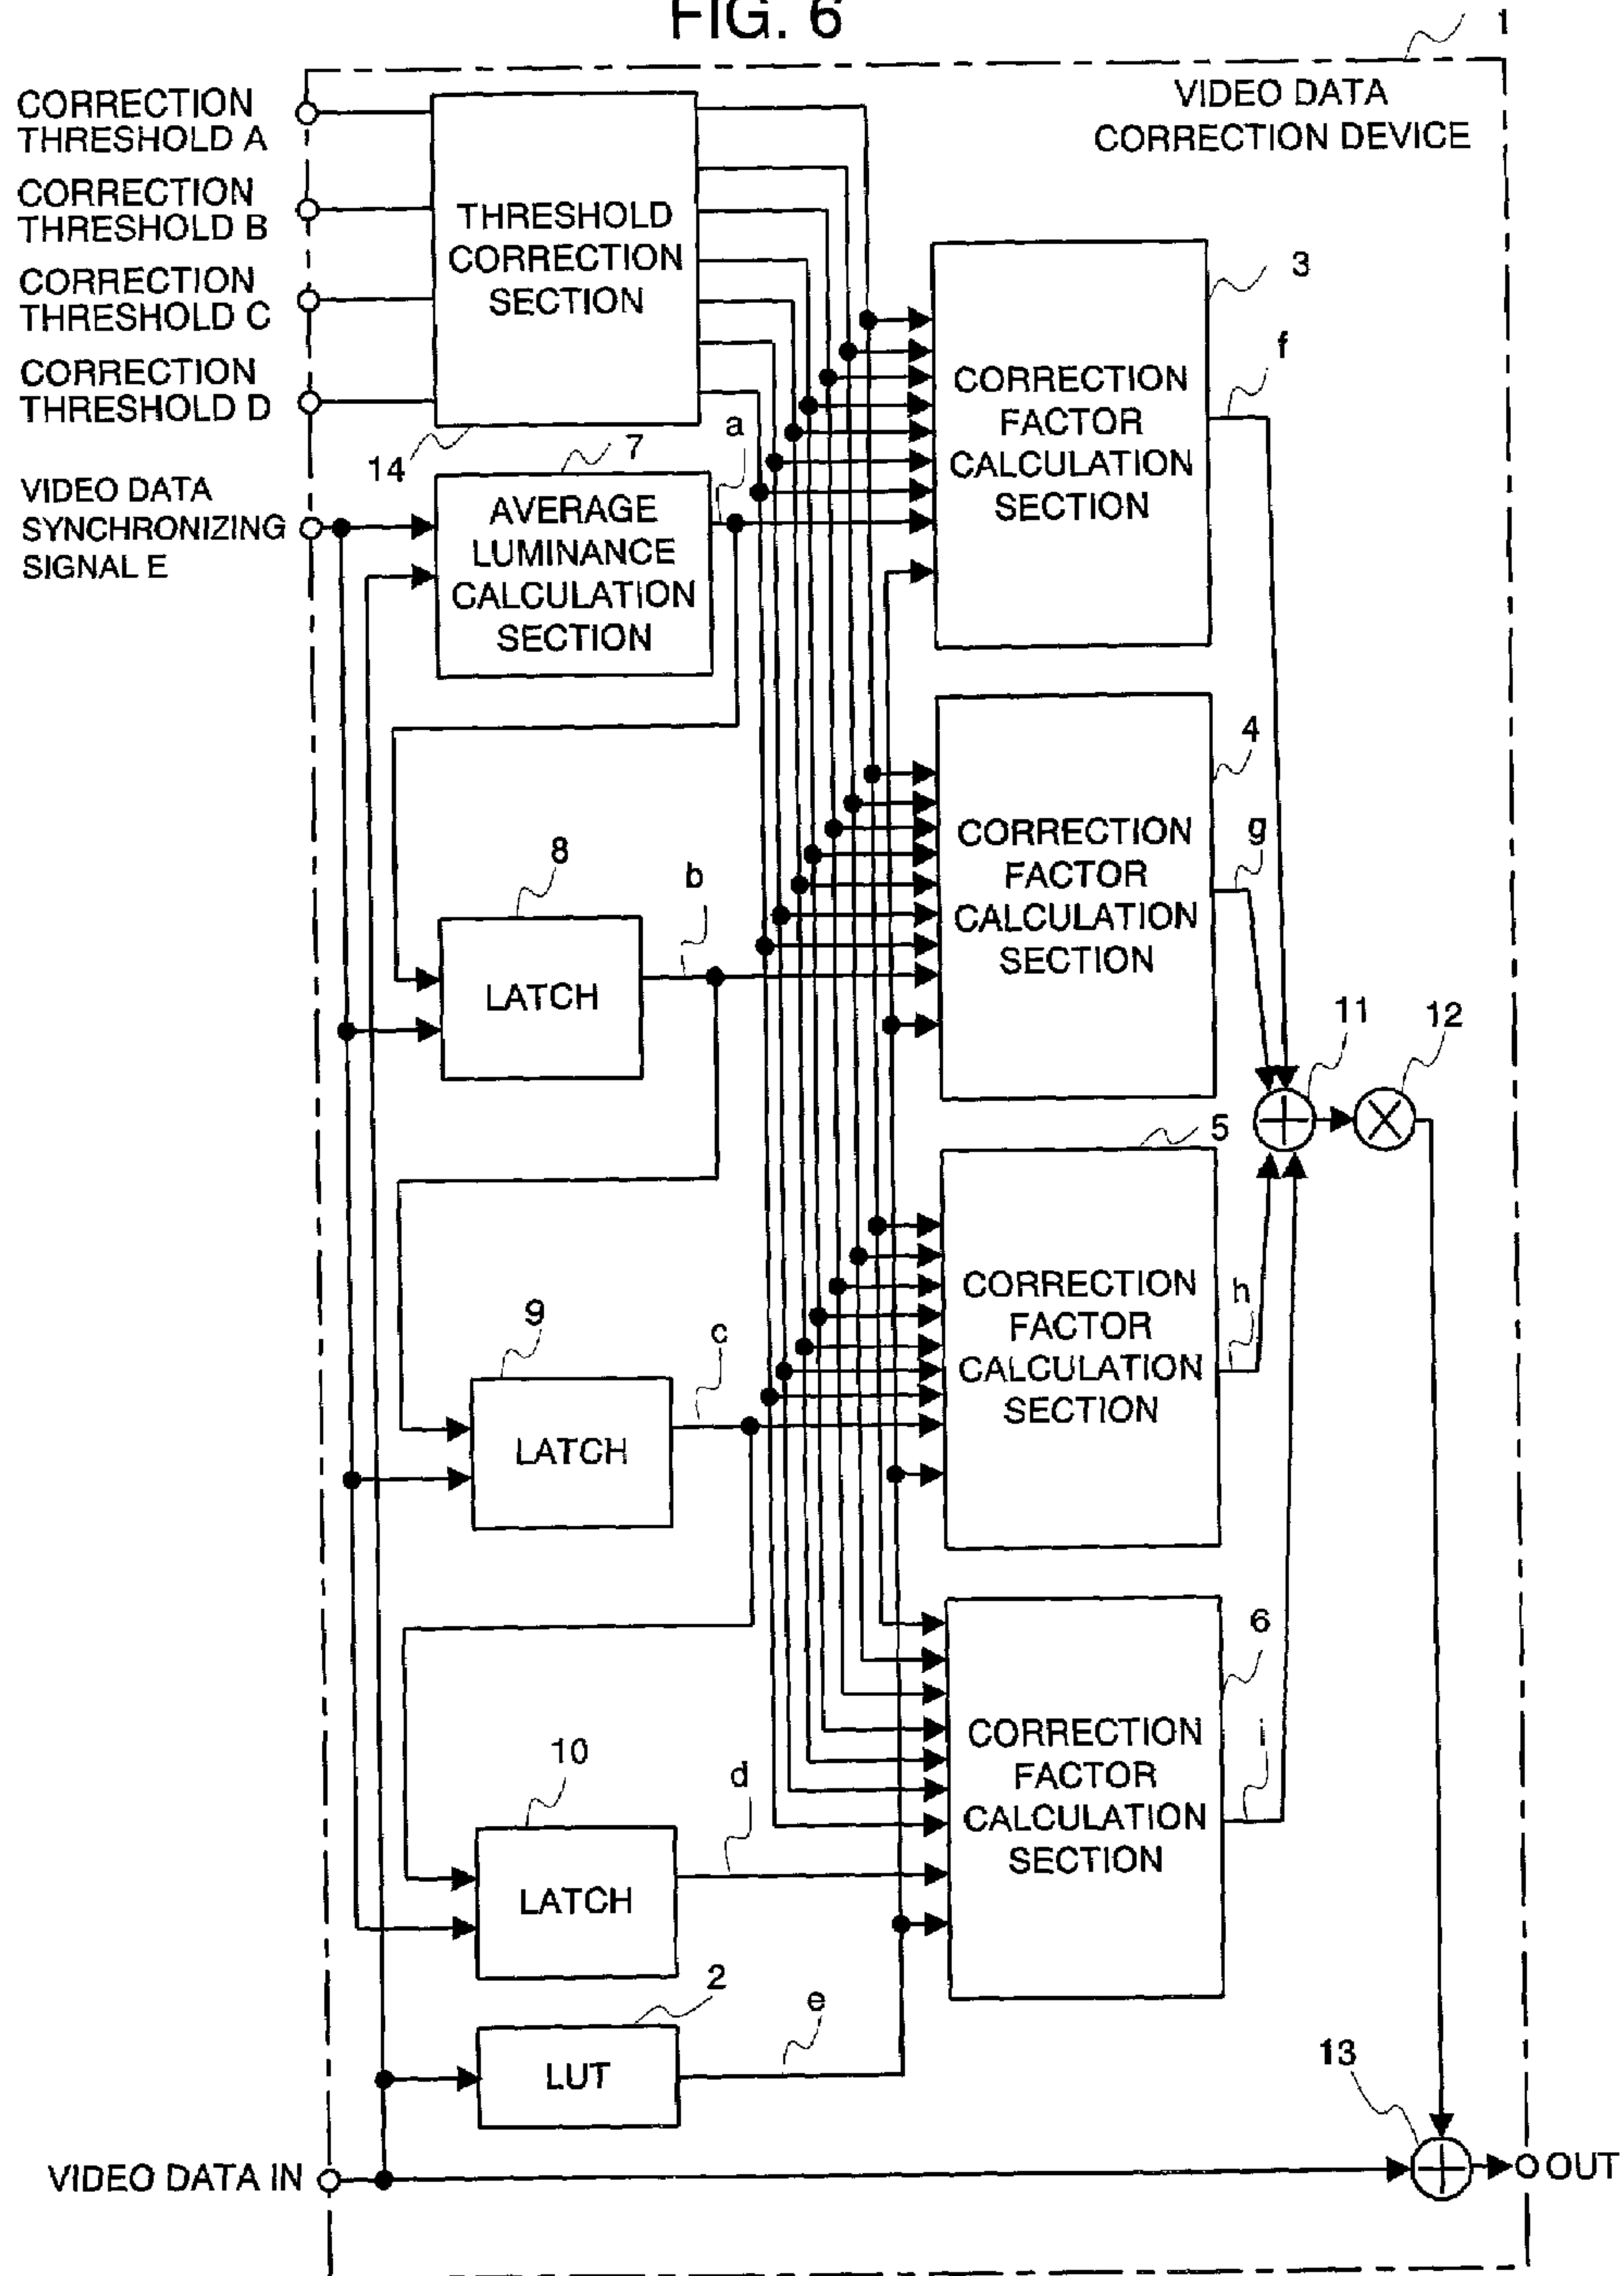 FIG. 6
1
VIDEO DATA
CORRECTION DEVICE
CORRECTION
THRESHOLD A
CORRECTION
THRESHOLD B
CORRECTION
THRESHOLD C
CORRECTION
THRESHOLD D
THRESHOLD
CORRECTION
SECTION
14
VIDEO DATA
SYNCHRONIZING
SIGNAL E
7
AVERAGE
LUMINANCE
CALCULATION
SECTION
a
3
CORRECTION
FACTOR
CALCULATION
SECTION
f
4
CORRECTION
FACTOR
CALCULATION
SECTION
g
8
LATCH
b
11
12
5
CORRECTION
FACTOR
CALCULATION
SECTION
h
9
LATCH
c
6
CORRECTION
FACTOR
CALCULATION
SECTION
i
10
LATCH
d
2
LUT
e
13
VIDEO DATA IN
OUT